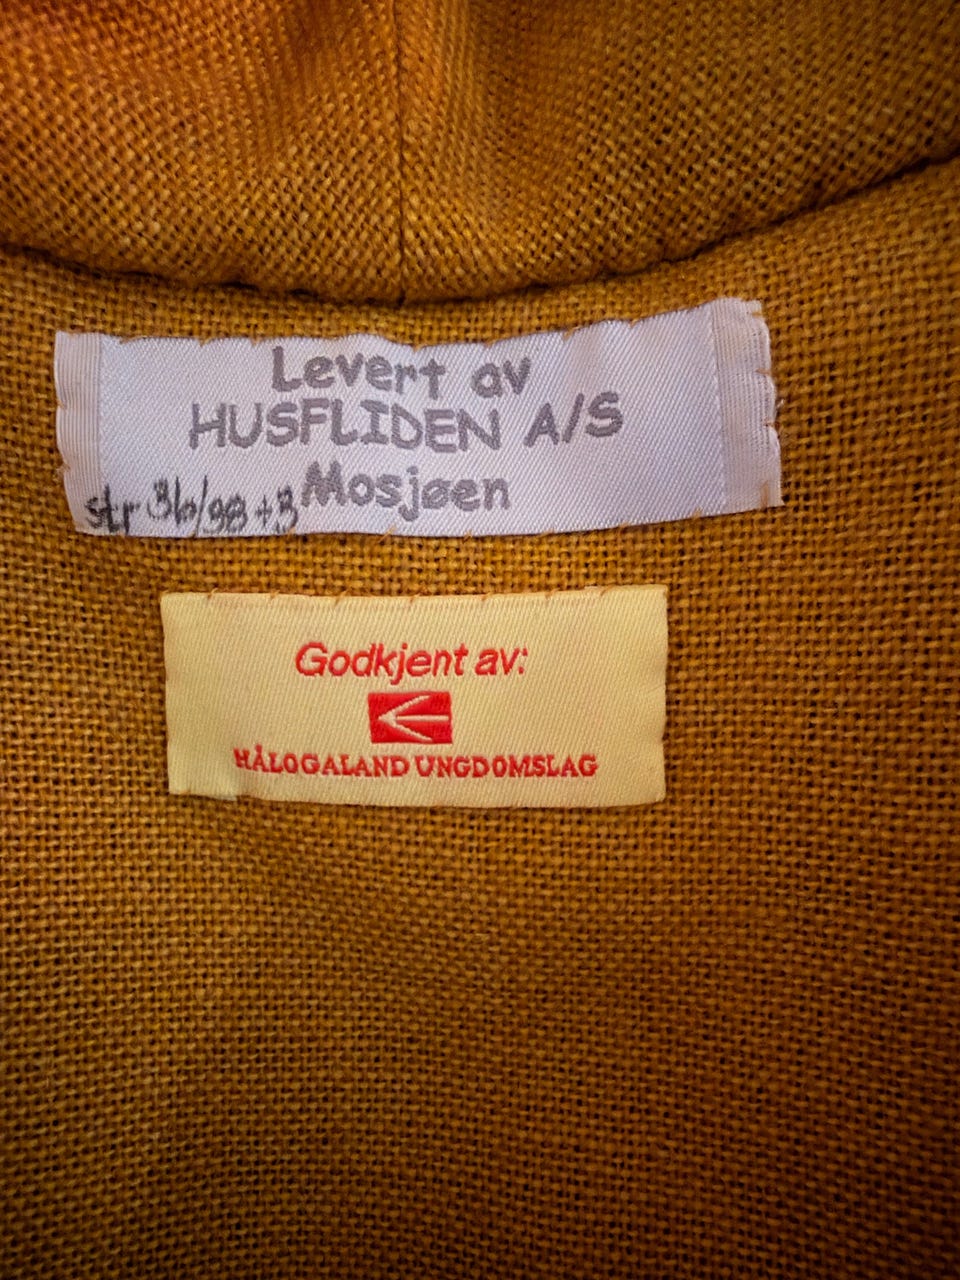 Levert av
HUSFLIDEN A/S
Mosjøen
str 36/38 +3
Godkjent av:
HÅLOGALAND UNGDOMSLAG